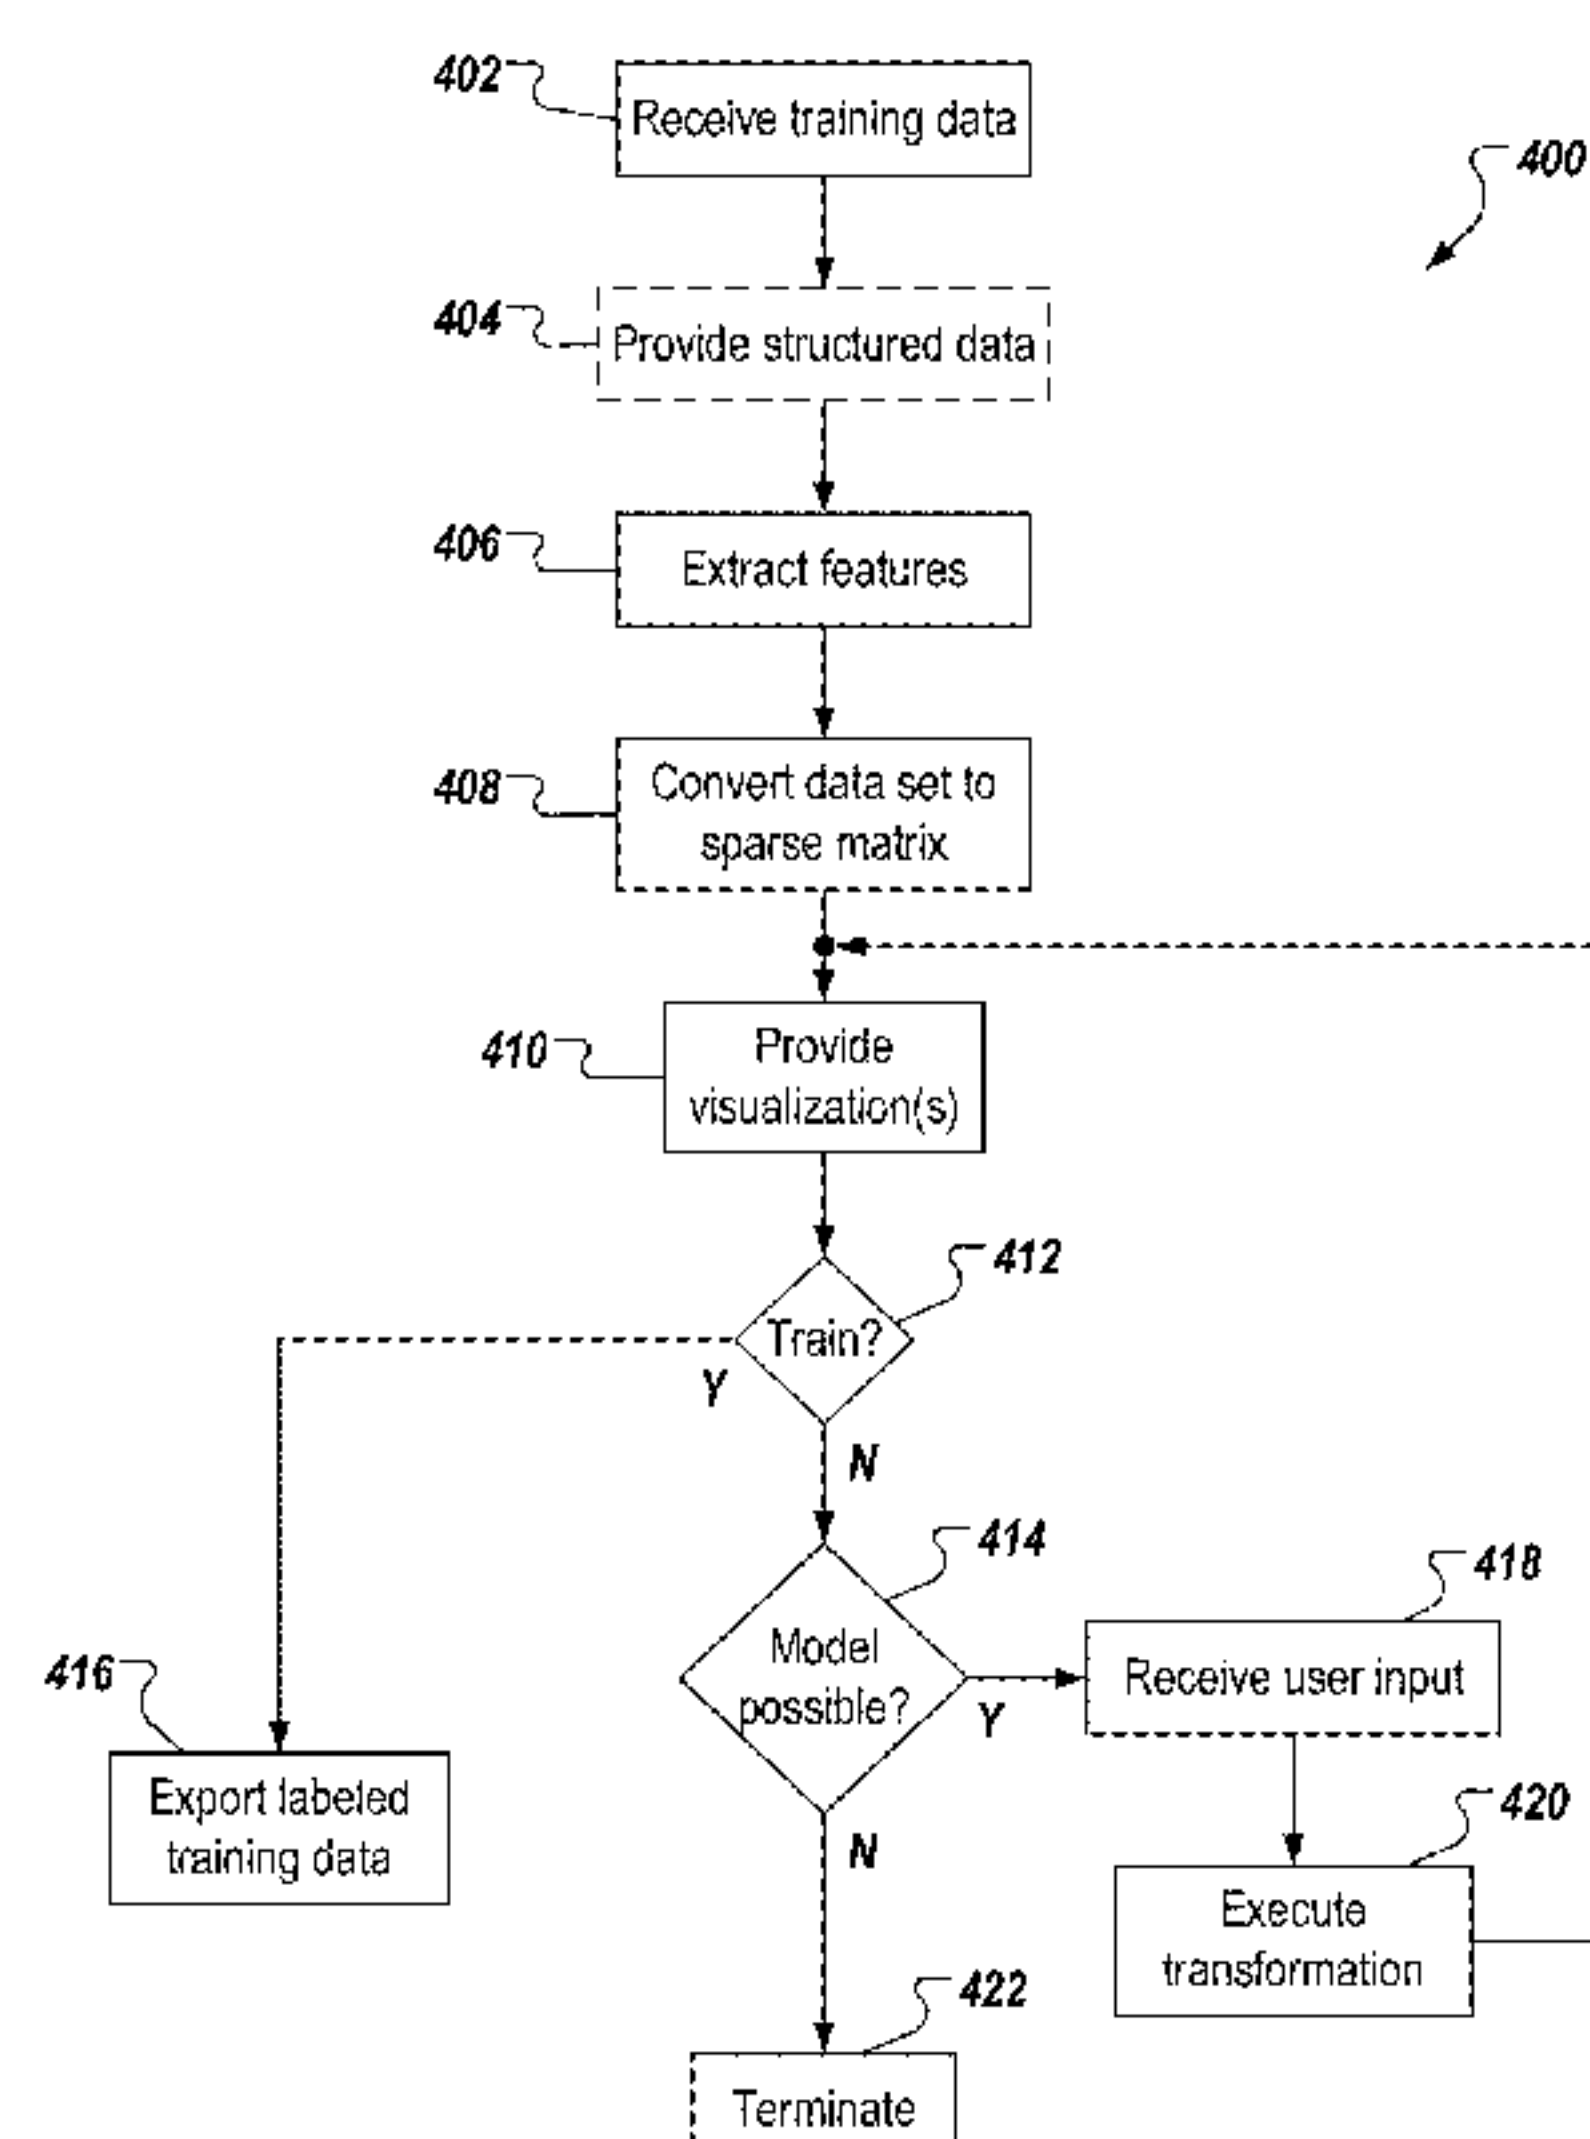 402
Receive training data
400
404
Provide structured data
406
Extract features
408
Convert data set to
sparse matrix
410
Provide
visualization(s)
412
Train?
Y
N
414
Model
possible?
Y
N
418
Receive user input
416
Export labeled
training data
420
Execute
transformation
422
Terminate